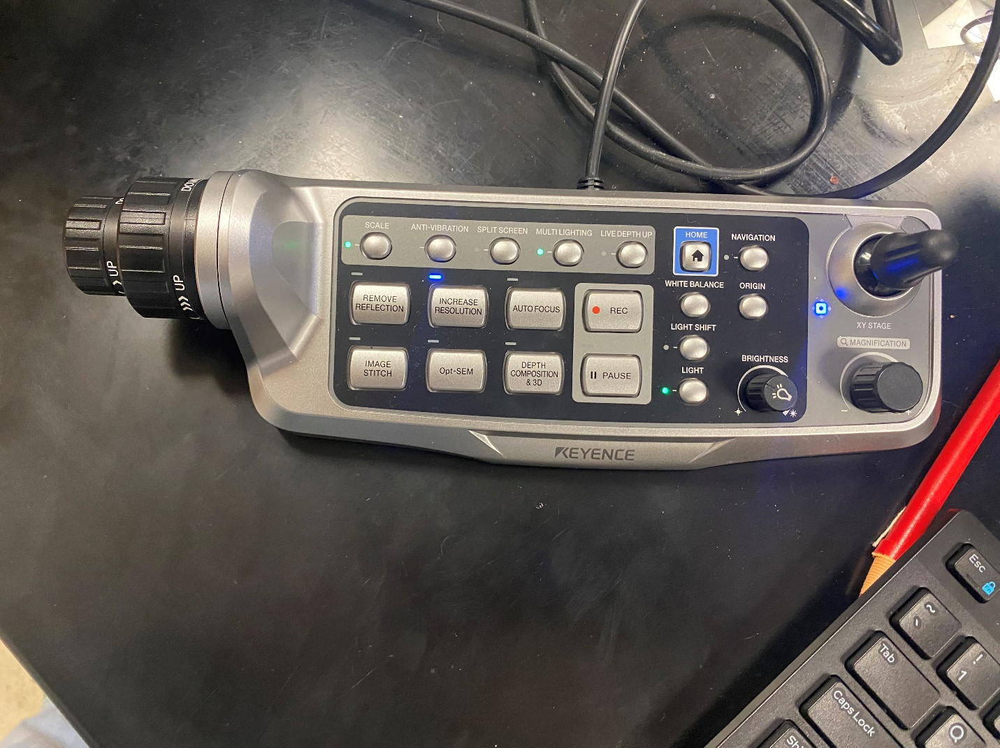 SCALE
ANTI-VIBRATION
SPLIT SCREEN
MULTI LIGHTING
LIVE DEPTH UP
HOME
NAVIGATION
REMOVE
REFLECTION
INCREASE
RESOLUTION
AUTO FOCUS
REC
WHITE BALANCE
ORIGIN
LIGHT SHIFT
XY STAGE
MAGNIFICATION
IMAGE
STITCH
Opt-SEM
DEPTH
COMPOSITION
& 3D
PAUSE
LIGHT
BRIGHTNESS
− +
KEYENCE
UP
UP
Esc
~
Tab
!
1
Caps Lock
Q